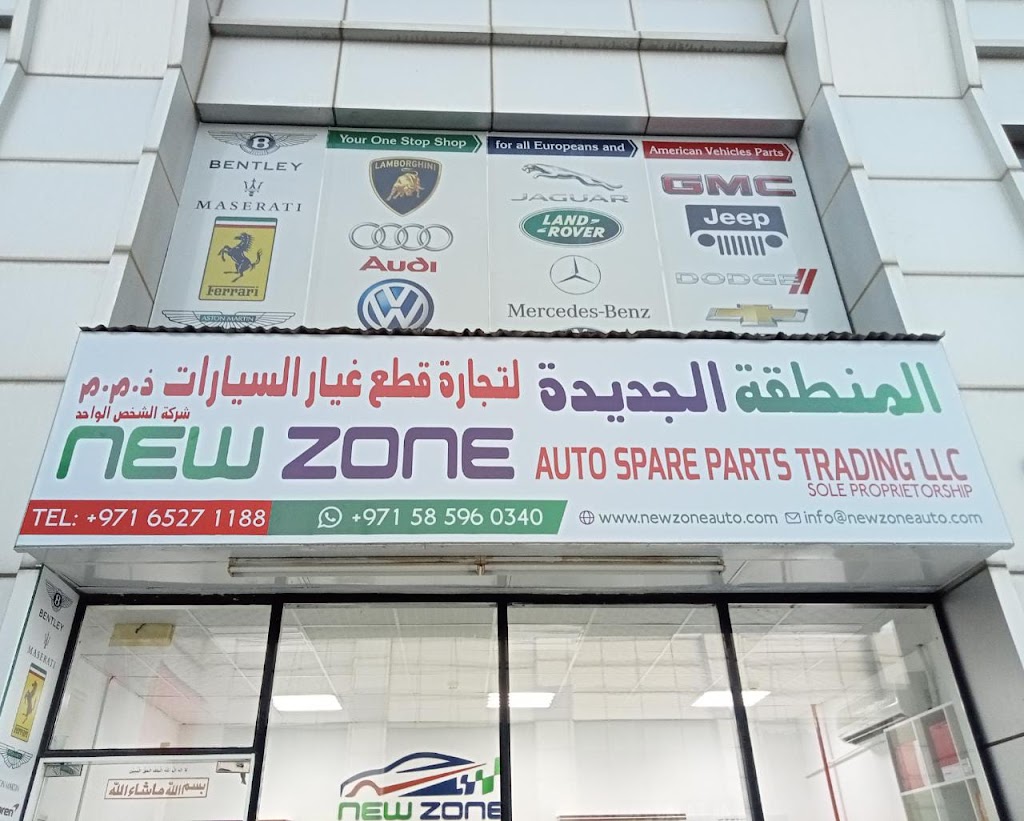 Your One Stop Shop
for all Europeans and
American Vehicles Parts
B
BENTLEY
MASERATI
Ferrari
ASTON MARTIN
LAMBORGHINI
Audi
JAGUAR
LAND-
ROVER
Mercedes-Benz
GMC
Jeep
DODGE
المنطقة الجديدة لتجارة قطع غيار السيارات ذ.م.م
شركة الشخص الواحد
NEW ZONE AUTO SPARE PARTS TRADING LLC
SOLE PROPRIETORSHIP
TEL: +971 6527 1188
+971 58 596 0340
www.newzoneauto.com
info@newzoneauto.com
B
BENTLEY
MASERATI
Ferrari
بسم الله ماشاء الله
NEW ZONE